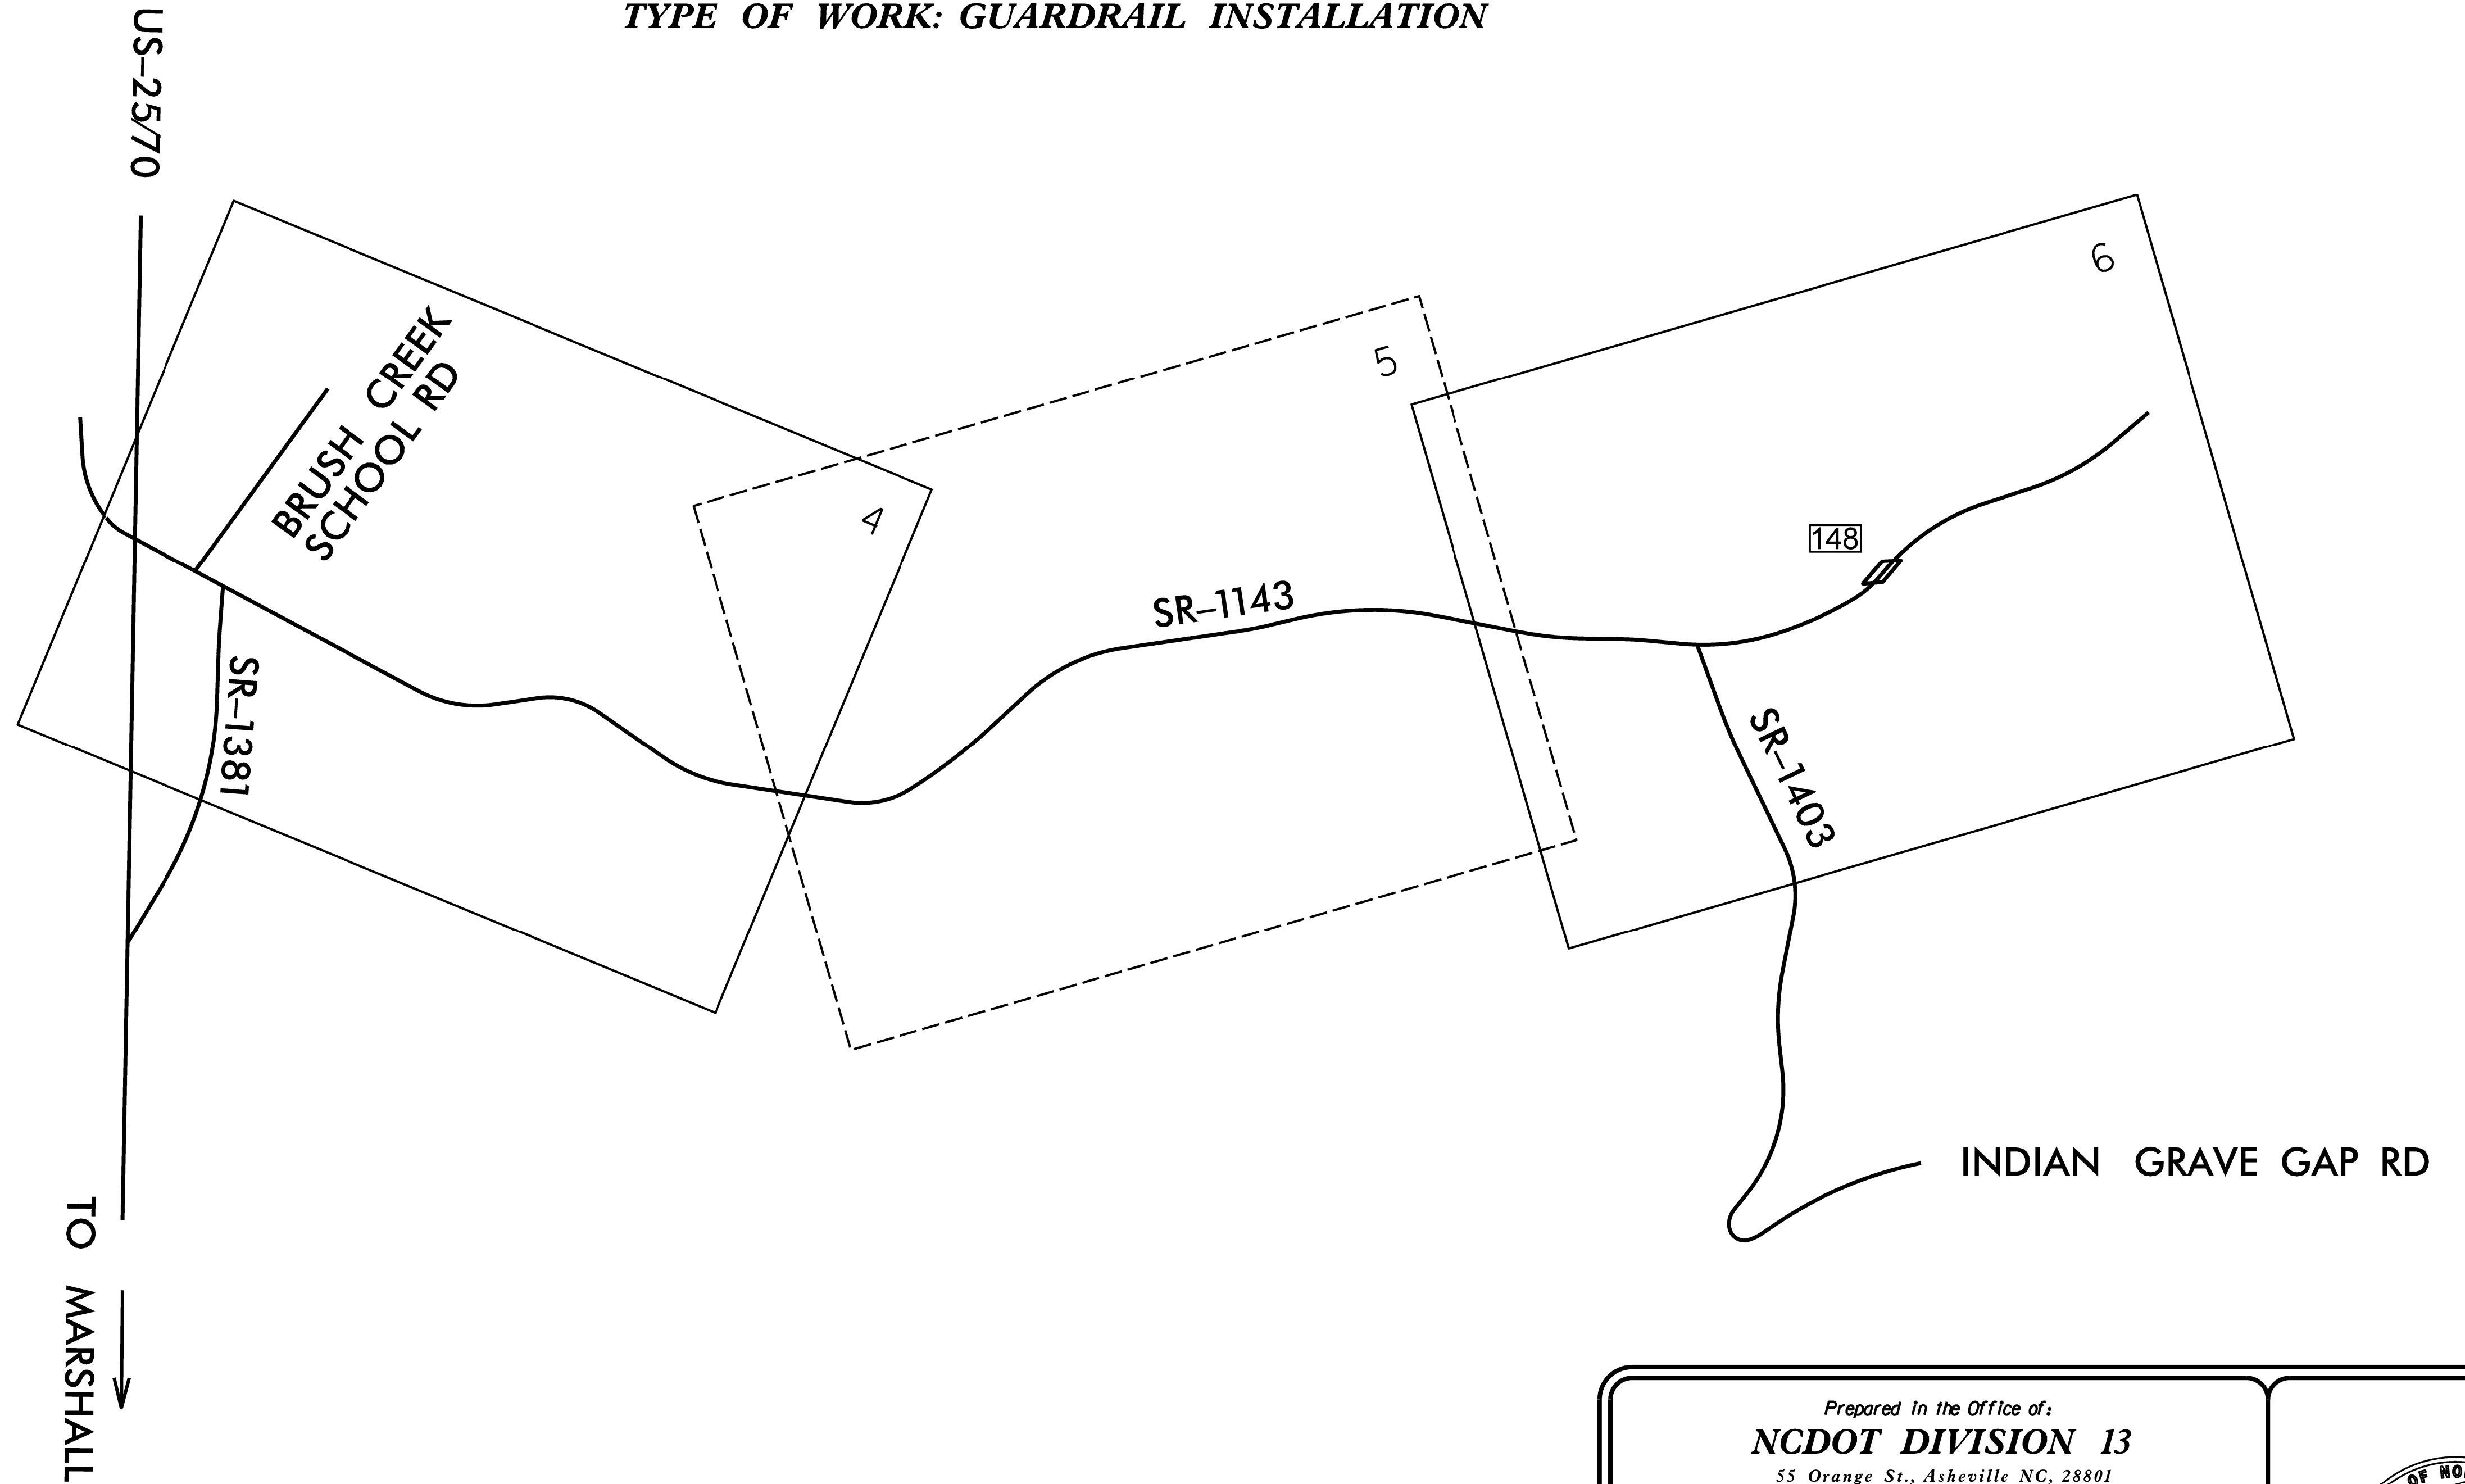 TYPE OF WORK: GUARDRAIL INSTALLATION
US-25/70
BRUSH CREEK
SCHOOL RD
4
5
6
148
SR-1143
SR-1381
SR-1403
INDIAN GRAVE GAP RD
TO MARSHALL
Prepared in the Office of:
NCDOT DIVISION 13
55 Orange St., Asheville NC, 28801
OF NO